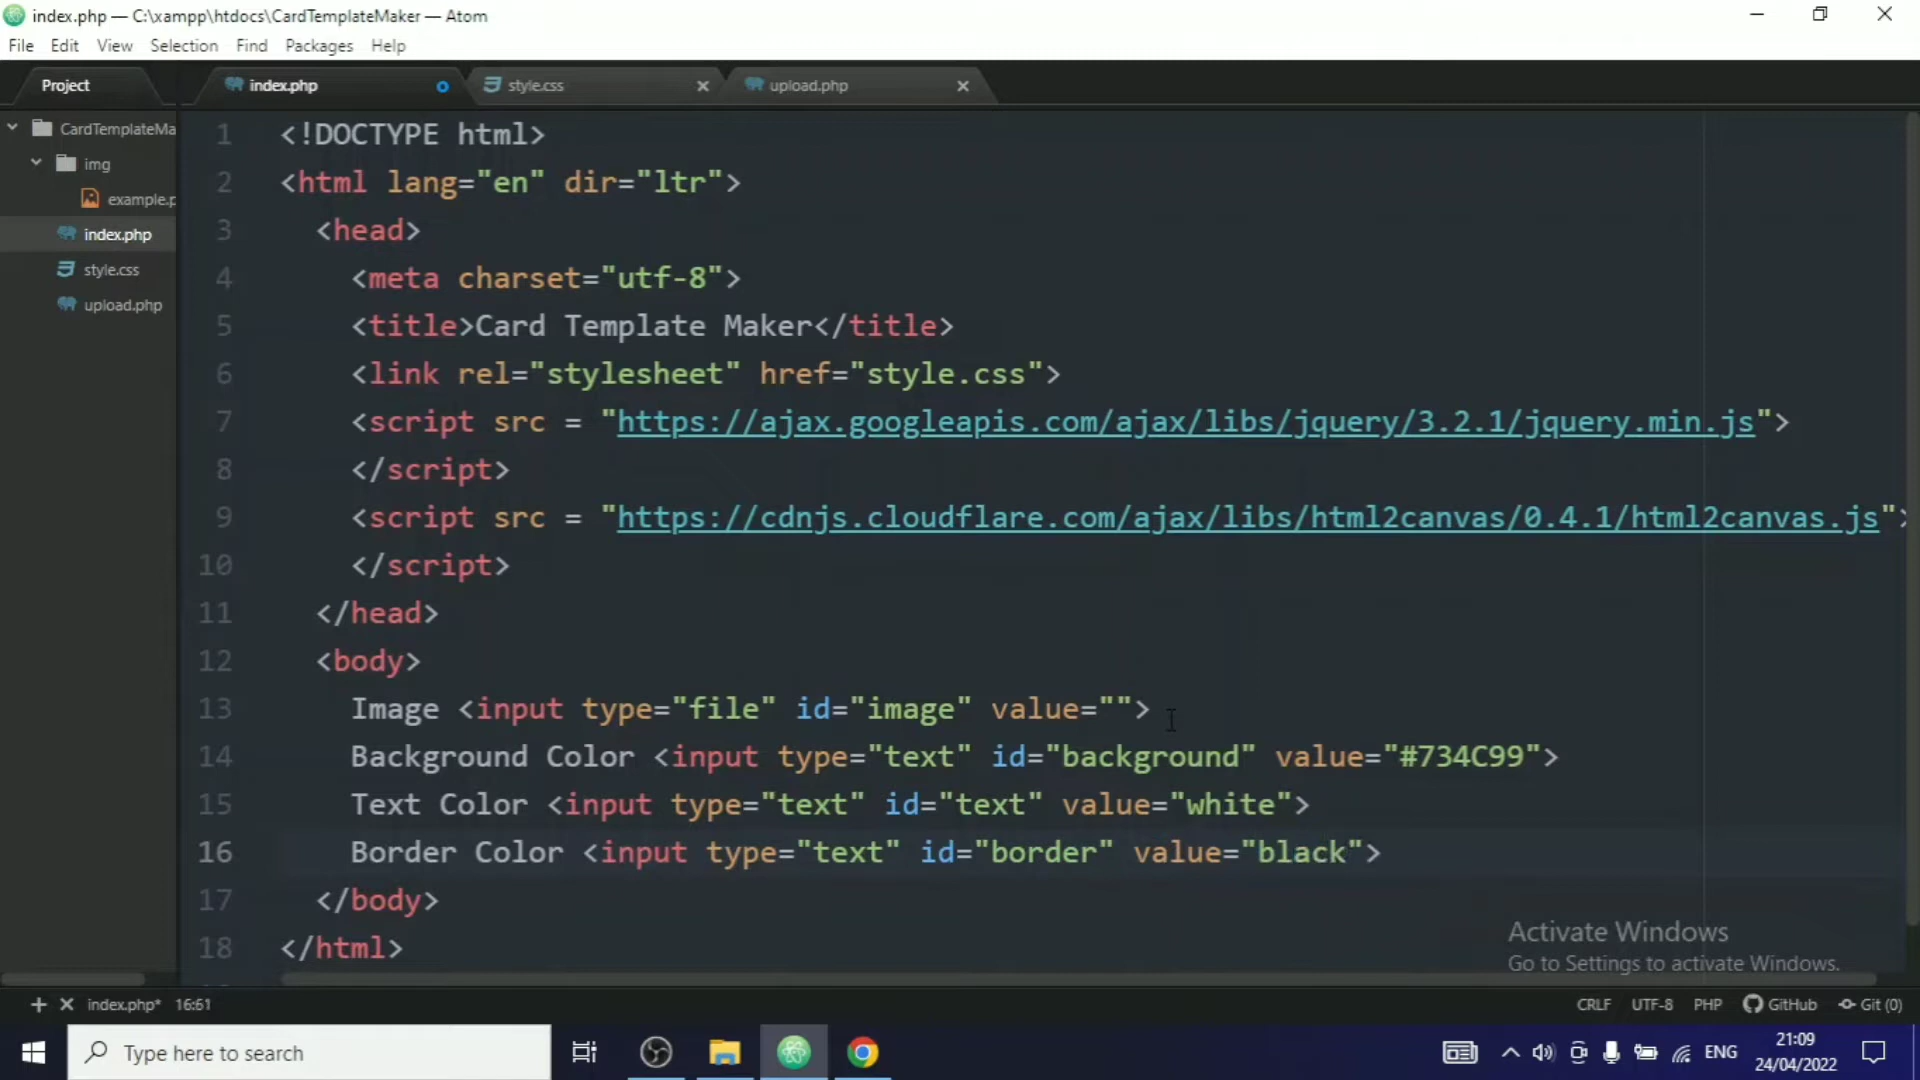 index.php — C:\xampp\htdocs\CardTemplateMaker — Atom
File Edit View Selection Find Packages Help
Project index.php style.css upload.php
CardTemplateMa
img
example.p
index.php
style.css
upload.php
1 <!DOCTYPE html>
2 <html lang="en" dir="ltr">
3 <head>
4 <meta charset="utf-8">
5 <title>Card Template Maker</title>
6 <link rel="stylesheet" href="style.css">
7 <script src = "https://ajax.googleapis.com/ajax/libs/jquery/3.2.1/jquery.min.js">
8 </script>
9 <script src = "https://cdnjs.cloudflare.com/ajax/libs/html2canvas/0.4.1/html2canvas.js">
10 </script>
11 </head>
12 <body>
13 Image <input type="file" id="image" value="">
14 Background Color <input type="text" id="background" value="#734C99">
15 Text Color <input type="text" id="text" value="white">
16 Border Color <input type="text" id="border" value="black">
17 </body>
18 </html>
Activate Windows
Go to Settings to activate Windows.
index.php* 16:61 CRLF UTF-8 PHP GitHub Git (0)
Type here to search
ENG
21:09
24/04/2022